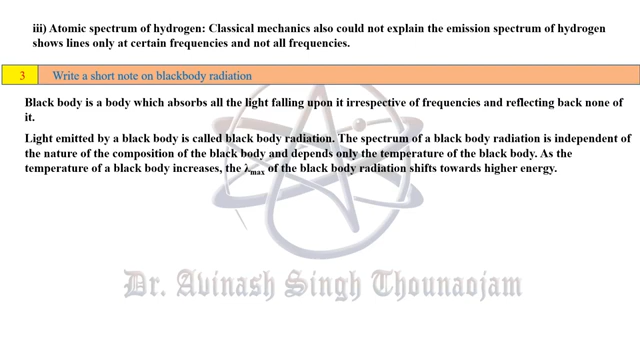 iii) Atomic spectrum of hydrogen: Classical mechanics also could not explain the emission spectrum of hydrogen
shows lines only at certain frequencies and not all frequencies.
3 Write a short note on blackbody radiation
Black body is a body which absorbs all the light falling upon it irrespective of frequencies and reflecting back none of
it.
Light emitted by a black body is called black body radiation. The spectrum of a black body radiation is independent of
the nature of the composition of the black body and depends only the temperature of the black body. As the
temperature of a black body increases, the λmax of the black body radiation shifts towards higher energy.
Dr. Avinash Singh Thounaojam